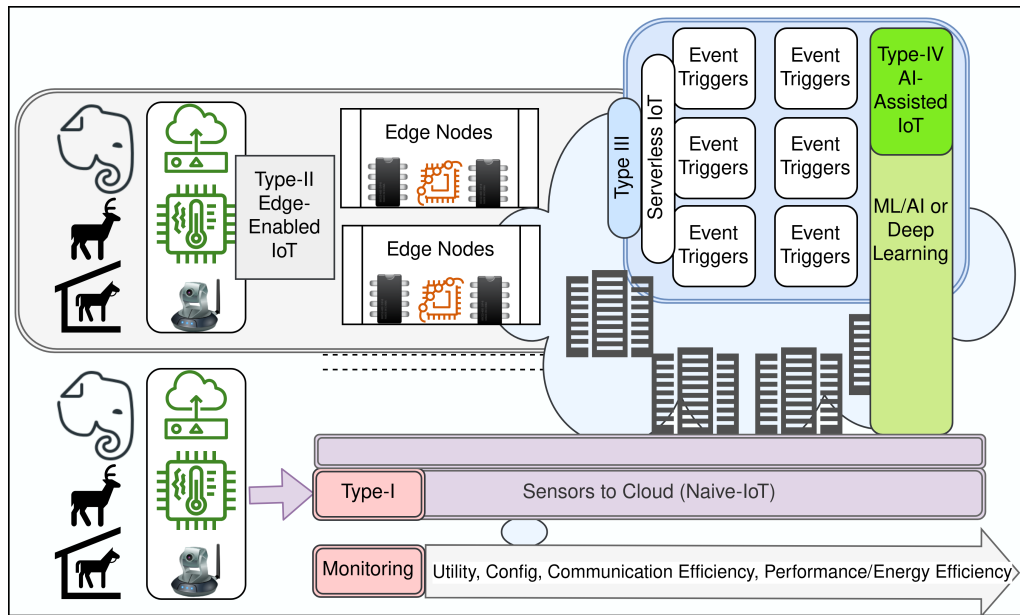 Type-II
Edge-
Enabled
IoT
Edge Nodes
Edge Nodes
Type III
Serverless IoT
Event
Triggers
Event
Triggers
Event
Triggers
Event
Triggers
Event
Triggers
Event
Triggers
Type-IV
AI-
Assisted
IoT
ML/AI or
Deep
Learning
Type-I
Sensors to Cloud (Naive-IoT)
Monitoring
Utility, Config, Communication Efficiency, Performance/Energy Efficiency